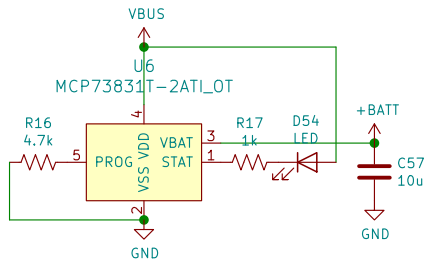 VBUS
U6
MCP73831T-2ATI_OT
R16
4.7k
4
5
PROG
VSS
VDD
VBAT
STAT
3
1
2
R17
1k
D54
LED
+BATT
C57
10u
GND
GND